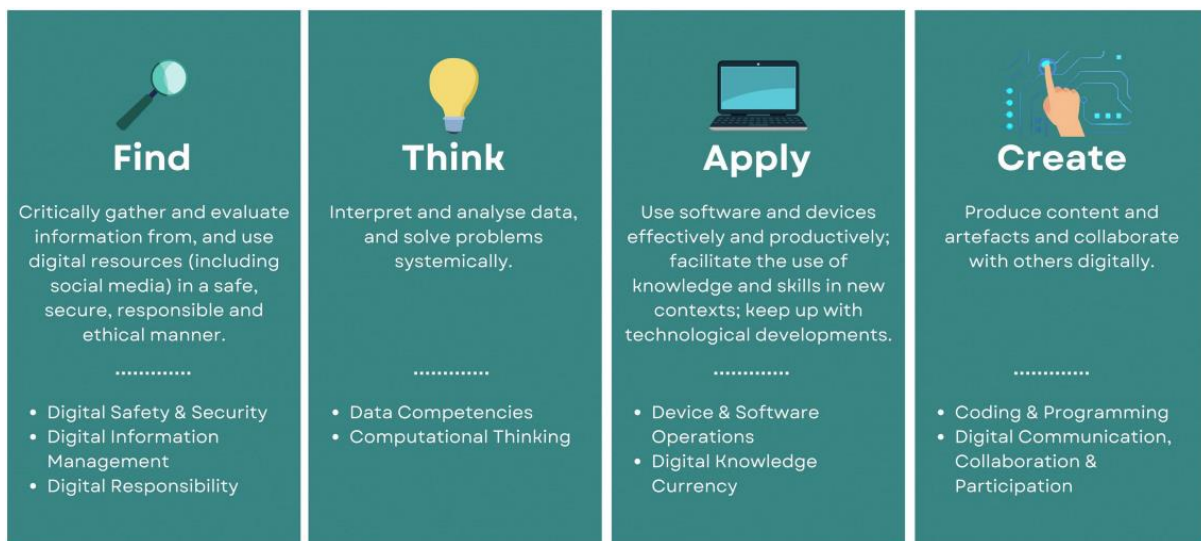 Find
Critically gather and evaluate
information from, and use
digital resources (including
social media) in a safe,
secure, responsible and
ethical manner.
.............
• Digital Safety & Security
• Digital Information
Management
• Digital Responsibility
Think
Interpret and analyse data,
and solve problems
systemically.
.............
• Data Competencies
• Computational Thinking
Apply
Use software and devices
effectively and productively;
facilitate the use of
knowledge and skills in new
contexts; keep up with
technological developments.
.............
• Device & Software
Operations
• Digital Knowledge
Currency
Create
Produce content and
artefacts and collaborate
with others digitally.
.............
• Coding & Programming
• Digital Communication,
Collaboration &
Participation